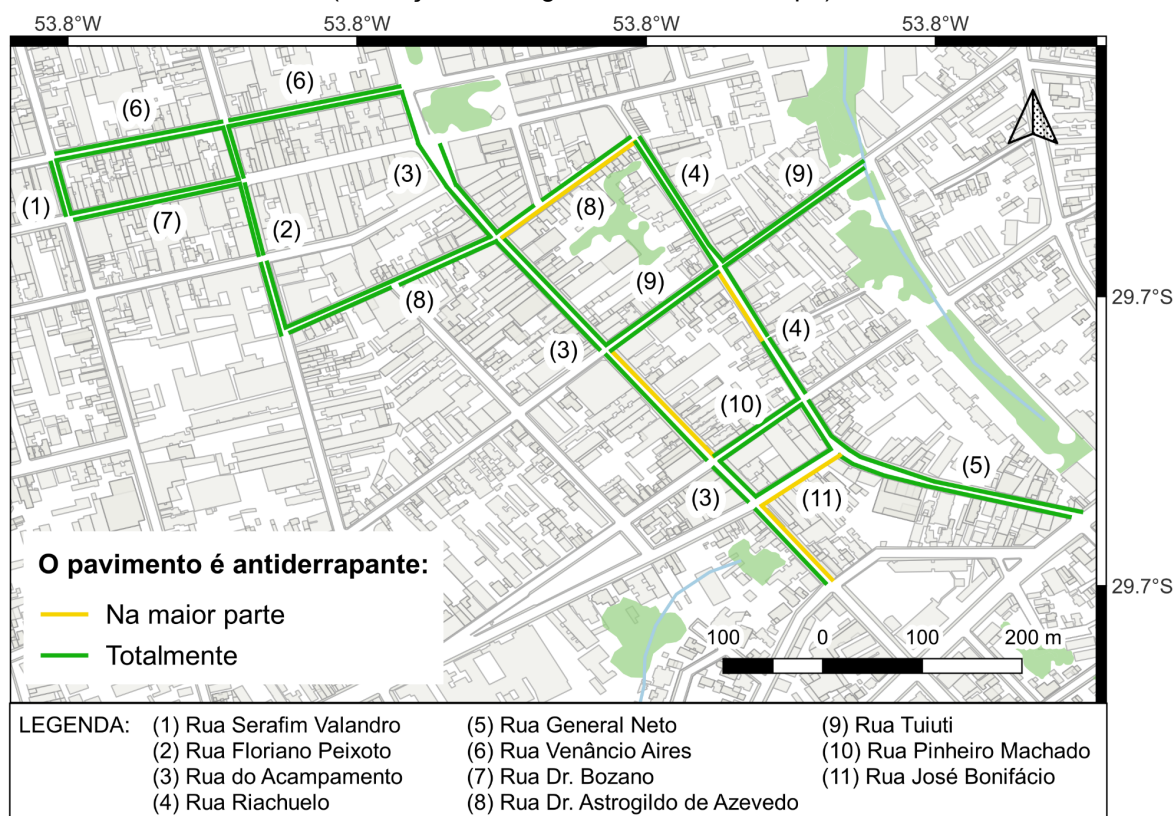 53.8°W 53.8°W 53.8°W 53.8°W
(6)
(6)
(3)
(4)
(9)
(1)
(7)
(8)
(2)
(9)
(8)
29.7°S
(3)
(4)
(10)
(5)
(3)
(11)
O pavimento é antiderrapante:
Na maior parte
Totalmente
29.7°S
100 0 100 200 m
LEGENDA:
(1) Rua Serafim Valandro
(2) Rua Floriano Peixoto
(3) Rua do Acampamento
(4) Rua Riachuelo
(5) Rua General Neto
(6) Rua Venâncio Aires
(7) Rua Dr. Bozano
(8) Rua Dr. Astrogildo de Azevedo
(9) Rua Tuiuti
(10) Rua Pinheiro Machado
(11) Rua José Bonifácio